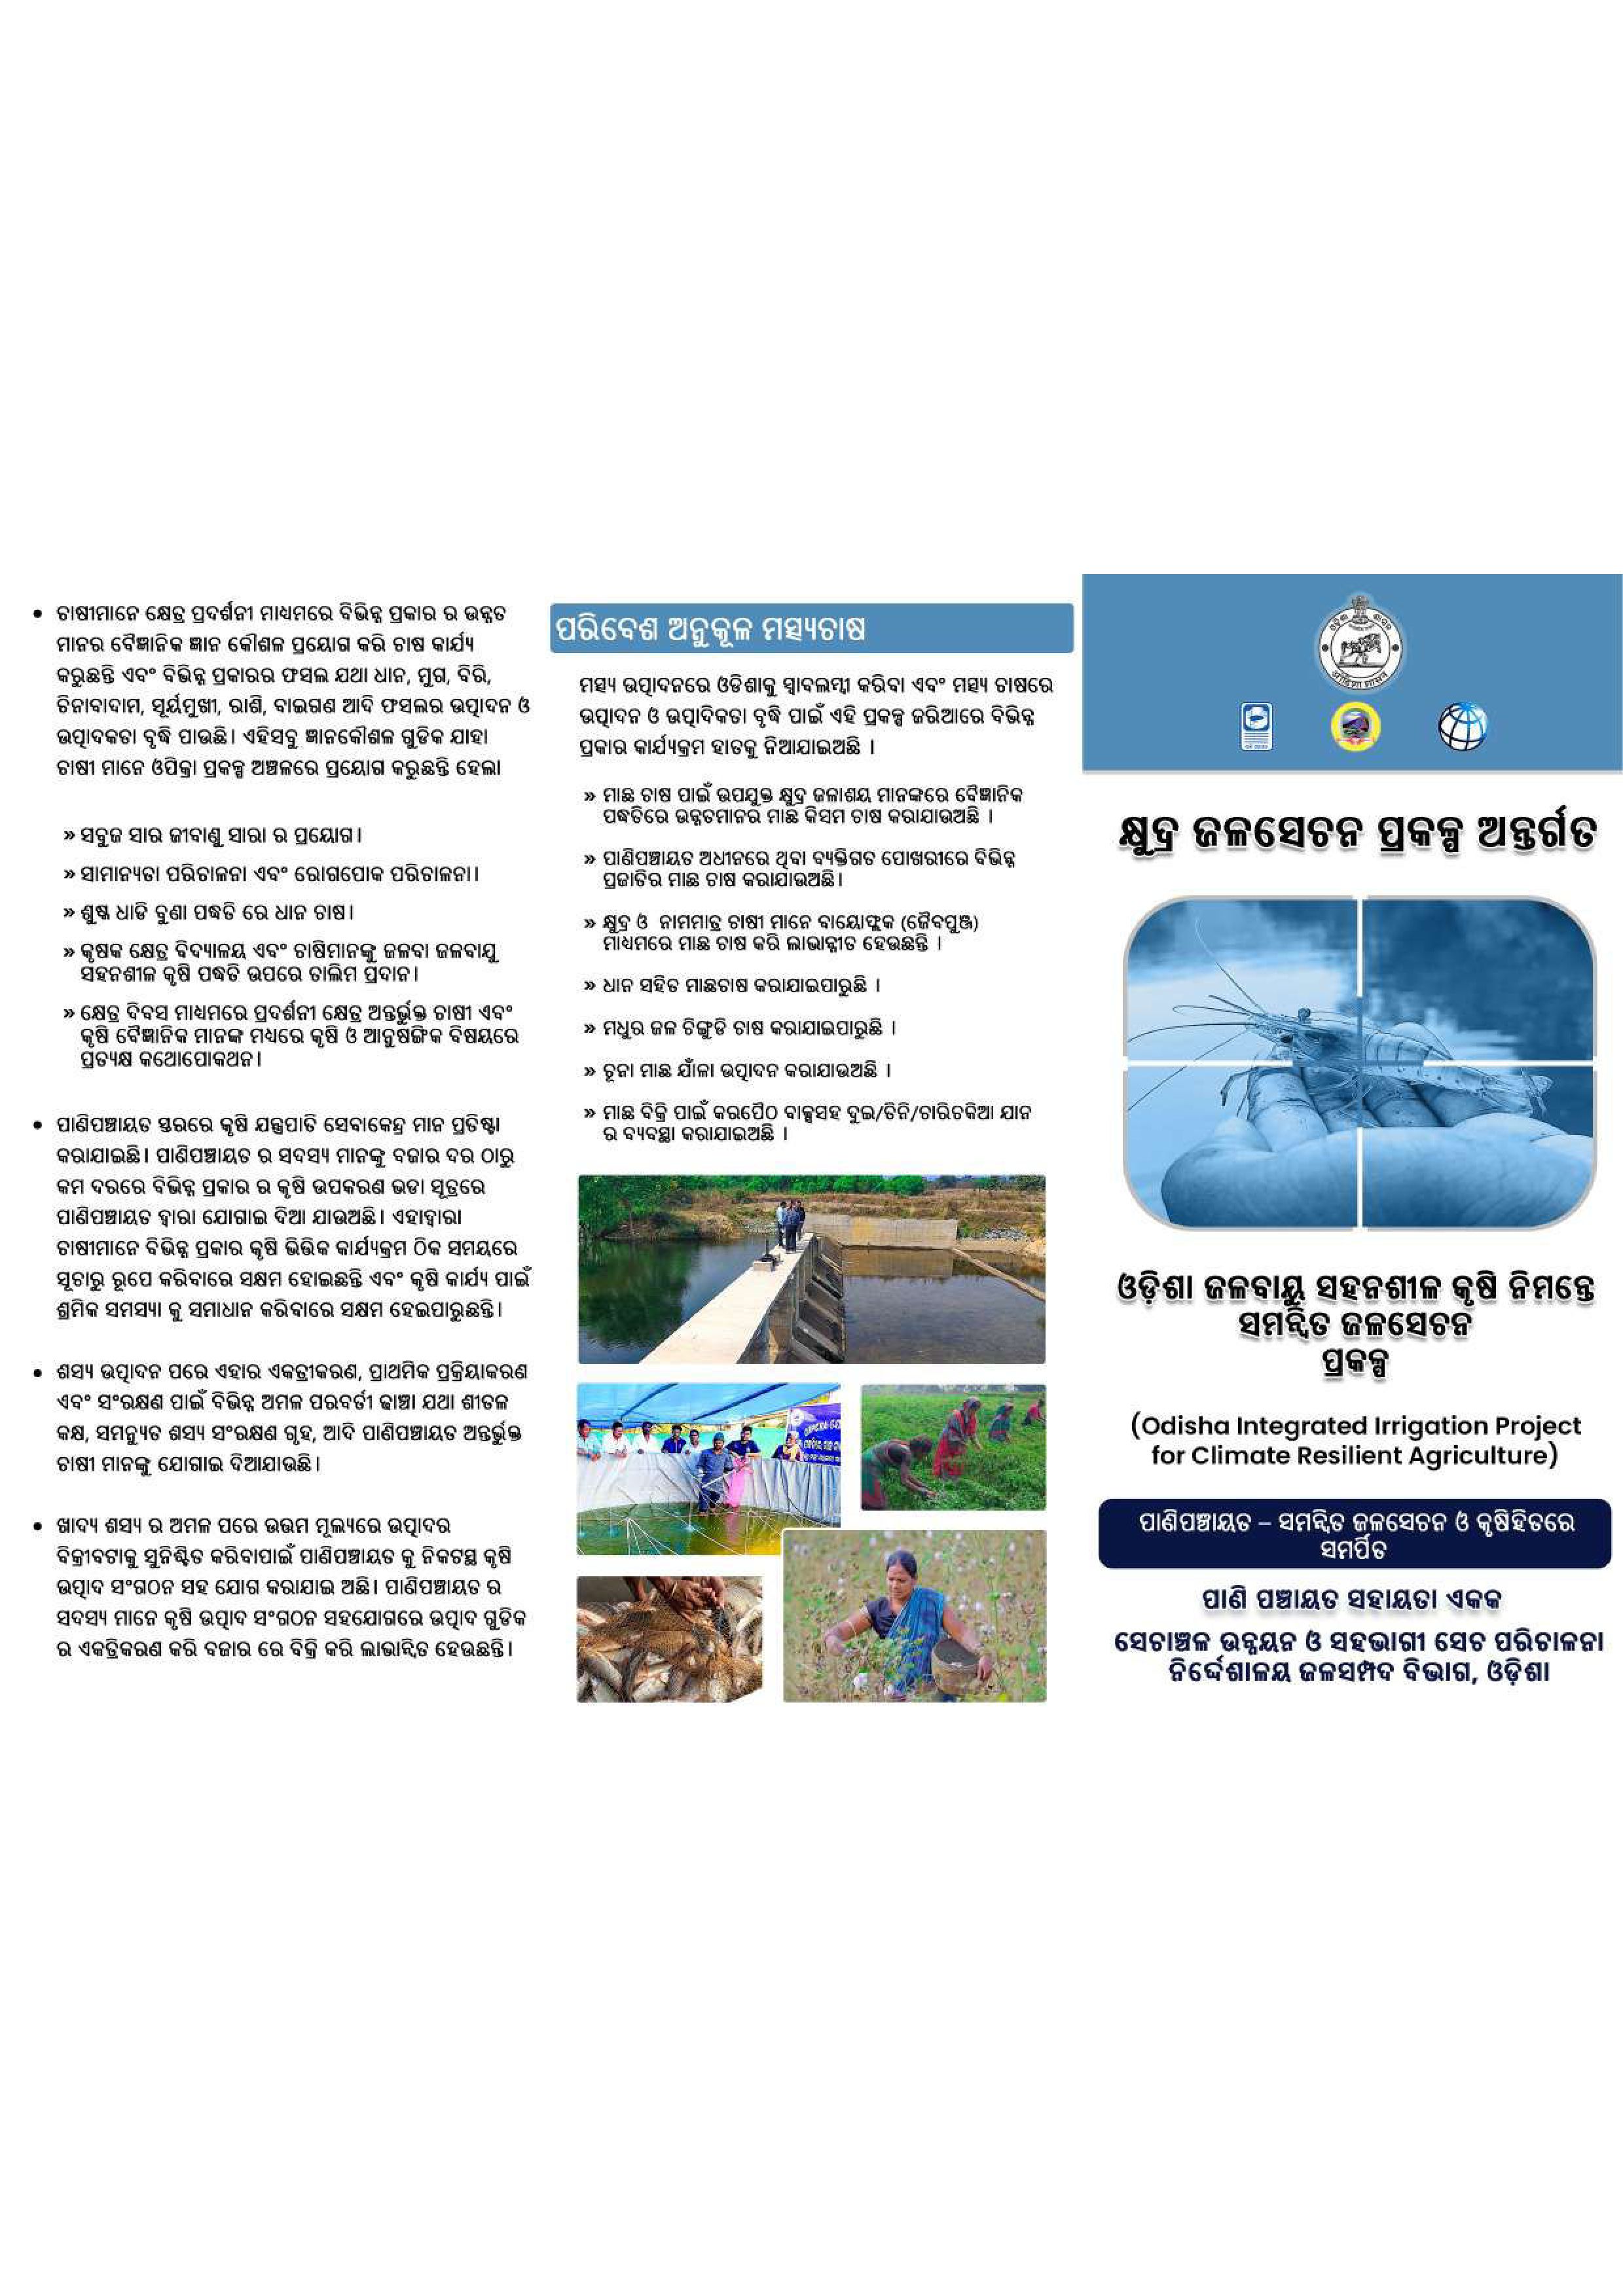 • ଚାଷୀମାନେ କ୍ଷେତ୍ର ପ୍ରଦର୍ଶନୀ ମାଧ୍ୟମରେ ବିଭିନ୍ନ ପ୍ରକାର ର ଉନ୍ନତ
ମାନର ବୈଜ୍ଞାନିକ ଜ୍ଞାନ କୌଶଳ ପ୍ରୟୋଗ କରି ଚାଷ କାର୍ଯ୍ୟ
କରୁଛନ୍ତି ଏବଂ ବିଭିନ୍ନ ପ୍ରକାରର ଫସଲ ଯଥା ଧାନ, ମୁଗ, ବିରି,
ଚିନାବାଦାମ, ସୂର୍ଯମୁଖୀ, ରାଶି, ବାଇଗଣ ଆଦି ଫସଲର ଉତ୍ପାଦନ ଓ
ଉତ୍ପାଦକତା ବୃଦ୍ଧି ପାଉଛି। ଏହିସବୁ ଜ୍ଞାନକୌଶଳ ଗୁଡିକ ଯାହା
ଚାଷୀ ମାନେ ଓପିକ୍ରା ପ୍ରକଳ୍ପ ଅଞ୍ଚଳରେ ପ୍ରୟୋଗ କରୁଛନ୍ତି ହେଲା
» ସବୁଜ ସାର ଜୀବାଣୁ ସାରା ର ପ୍ରୟୋଗ।
» ସାମାନ୍ୟତା ପରିଚାଳନା ଏବଂ ରୋଗପୋକ ପରିଚାଳନା।
» ଶୁଷ୍କ ଧାଡି ବୁଣା ପଦ୍ଧତି ରେ ଧାନ ଚାଷ।
» କୃଷକ କ୍ଷେତ୍ର ବିଦ୍ୟାଳୟ ଏବଂ ଚାଷିମାନଙ୍କୁ ଜଳବା ଜଳବାଯୁ
ସହନଶୀଳ କୃଷି ପଦ୍ଧତି ଉପରେ ତାଲିମ ପ୍ରଦାନ।
» କ୍ଷେତ୍ର ଦିବସ ମାଧ୍ୟମରେ ପ୍ରଦର୍ଶନୀ କ୍ଷେତ୍ର ଅନ୍ତର୍ଭୁକ୍ତ ଚାଷୀ ଏବଂ
କୃଷି ବୈଜ୍ଞାନିକ ମାନଙ୍କ ମଧ୍ୟରେ କୃଷି ଓ ଆନୁଷଙ୍ଗିକ ବିଷୟରେ
ପ୍ରତ୍ୟକ୍ଷ କଥୋପୋକଥନ।
• ପାଣିପଞ୍ଚାୟତ ସ୍ତରରେ କୃଷି ଯନ୍ତ୍ରପାତି ସେବାକେନ୍ଦ୍ର ମାନ ପ୍ରତିଷ୍ଟା
କରାଯାଇଛି। ପାଣିପଞ୍ଚାୟତ ର ସଦସ୍ୟ ମାନଙ୍କୁ ବଜାର ଦର ଠାରୁ
କମ ଦରରେ ବିଭିନ୍ନ ପ୍ରକାର ର କୃଷି ଉପକରଣ ଭଡା ସୂତ୍ରରେ
ପାଣିପଞ୍ଚାୟତ ଦ୍ୱାରା ଯୋଗାଇ ଦିଆ ଯାଉଅଛି। ଏହାଦ୍ୱାରା
ଚାଷୀମାନେ ବିଭିନ୍ନ ପ୍ରକାର କୃଷି ଭିତ୍ତିକ କାର୍ଯ୍ୟକ୍ରମ ଠିକ ସମୟରେ
ସୂଚାରୁ ରୂପେ କରିବାରେ ସକ୍ଷମ ହୋଇଛନ୍ତି ଏବଂ କୃଷି କାର୍ଯ୍ୟ ପାଇଁ
ଶ୍ରମିକ ସମସ୍ୟା କୁ ସମାଧାନ କରିବାରେ ସକ୍ଷମ ହେଇପାରୁଛନ୍ତି।
• ଶସ୍ୟ ଉତ୍ପାଦନ ପରେ ଏହାର ଏକତ୍ରୀକରଣ, ପ୍ରାଥମିକ ପ୍ରକ୍ରିୟାକରଣ
ଏବଂ ସଂରକ୍ଷଣ ପାଇଁ ବିଭିନ୍ନ ଅମଳ ପରବର୍ତୀ ଢାଞ୍ଚା ଯଥା ଶୀତଳ
କକ୍ଷ, ସମନ୍ୟୁତ ଶସ୍ୟ ସଂରକ୍ଷଣ ଗୃହ, ଆଦି ପାଣିପଞ୍ଚାୟତ ଅନ୍ତର୍ଭୁକ୍ତ
ଚାଷୀ ମାନଙ୍କୁ ଯୋଗାଇ ଦିଆଯାଉଛି।
• ଖାଦ୍ୟ ଶସ୍ୟ ର ଅମଳ ପରେ ଉତ୍ତମ ମୂଲ୍ୟରେ ଉତ୍ପାଦର
ବିକ୍ରୀବଟାକୁ ସୁନିଶ୍ଚିତ କରିବାପାଇଁ ପାଣିପଞ୍ଚାୟତ କୁ ନିକଟସ୍ଥ କୃଷି
ଉତ୍ପାଦ ସଂଗଠନ ସହ ଯୋଗ କରାଯାଇ ଅଛି। ପାଣିପଞ୍ଚାୟତ ର
ସଦସ୍ୟ ମାନେ କୃଷି ଉତ୍ପାଦ ସଂଗଠନ ସହଯୋଗରେ ଉତ୍ପାଦ ଗୁଡିକ
ର ଏକତ୍ରିକରଣ କରି ବଜାର ରେ ବିକ୍ରି କରି ଲାଭାନ୍ୱିତ ହେଉଛନ୍ତି।
ପରିବେଶ ଅନୁକୂଳ ମତ୍ସ୍ୟଚାଷ
ମତ୍ସ୍ୟ ଉତ୍ପାଦନରେ ଓଡିଶାକୁ ସ୍ୱାବଲମ୍ବୀ କରିବା ଏବଂ ମତ୍ସ୍ୟ ଚାଷରେ
ଉତ୍ପାଦନ ଓ ଉତ୍ପାଦିକତା ବୃଦ୍ଧି ପାଇଁ ଏହି ପ୍ରକଳ୍ପ ଜରିଆରେ ବିଭିନ୍ନ
ପ୍ରକାର କାର୍ଯ୍ୟକ୍ରମ ହାତକୁ ନିଆଯାଇଅଛି ।
» ମାଛ ଚାଷ ପାଇଁ ଉପଯୁକ୍ତ କ୍ଷୁଦ୍ର ଜଳାଶୟ ମାନଙ୍କରେ ବୈଜ୍ଞାନିକ
ପଦ୍ଧତିରେ ଉନ୍ନତମାନର ମାଛ କିସମ ଚାଷ କରାଯାଉଅଛି ।
» ପାଣିପଞ୍ଚାୟତ ଅଧୀନରେ ଥିବା ବ୍ୟକ୍ତିଗତ ପୋଖରୀରେ ବିଭିନ୍ନ
ପ୍ରଜାତିର ମାଛ ଚାଷ କରାଯାଉଅଛି।
» କ୍ଷୁଦ୍ର ଓ ନାମମାତ୍ର ଚାଷୀ ମାନେ ବାୟୋଫ୍ଲକ (ଜୈବପୁଞ୍ଜ)
ମାଧ୍ୟମରେ ମାଛ ଚାଷ କରି ଲାଭାନ୍ୱୀତ ହେଉଛନ୍ତି ।
» ଧାନ ସହିତ ମାଛଚାଷ କରାଯାଇପାରୁଛି ।
» ମଧୁର ଜଳ ଚିଙ୍ଗୁଡି ଚାଷ କରାଯାଇପାରୁଛି ।
» ଚୂନା ମାଛ ଯାଁଳା ଉତ୍ପାଦନ କରାଯାଉଅଛି ।
» ମାଛ ବିକ୍ରି ପାଇଁ କରପୈଠ ବାକ୍ସସହ ଦୁଇ/ତିନି/ଚାରିଚକିଆ ଯାନ
ର ବ୍ୟବସ୍ଥା କରାଯାଇଅଛି ।
କ୍ଷୁଦ୍ର ଜଳସେଚନ ପ୍ରକଳ୍ପ ଅନ୍ତର୍ଗତ
ଓଡ଼ିଶା ଜଳବାୟୁ ସହନଶୀଳ କୃଷି ନିମନ୍ତେ
ସମନ୍ୱିତ ଜଳସେଚନ
ପ୍ରକଳ୍ପ
(Odisha Integrated Irrigation Project
for Climate Resilient Agriculture)
ପାଣିପଞ୍ଚାୟତ – ସମନ୍ୱିତ ଜଳସେଚନ ଓ କୃଷିହିତରେ
ସମର୍ପିତ
ପାଣି ପଞ୍ଚାୟତ ସହାୟତା ଏକକ
ସେଚାଞ୍ଚଳ ଉନ୍ନୟନ ଓ ସହଭାଗୀ ସେଚ ପରିଚାଳନା
ନିର୍ଦ୍ଦେଶାଳୟ ଜଳସମ୍ପଦ ବିଭାଗ, ଓଡ଼ିଶା